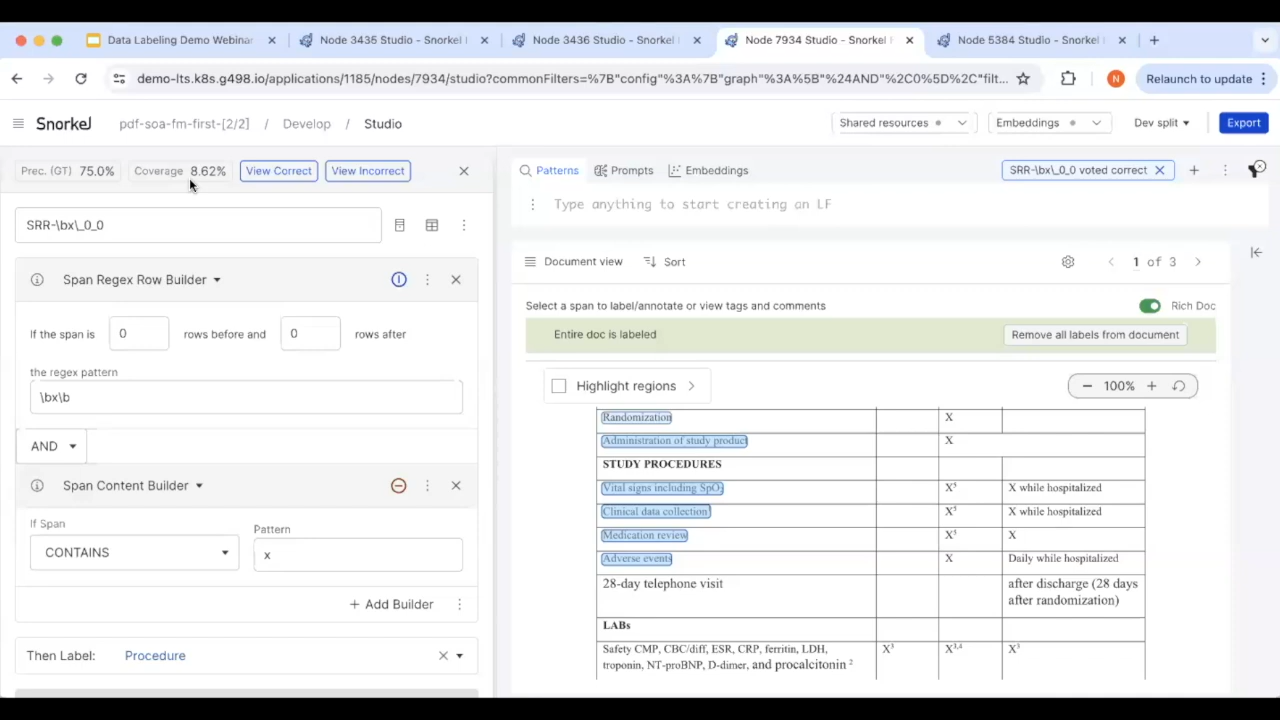 Data Labeling Demo Webinar
Node 3435 Studio - Snorkel
Node 3436 Studio - Snorkel
Node 7934 Studio - Snorkel
Node 5384 Studio - Snorkel
demo-lts.k8s.g498.io/applications/1185/nodes/7934/studio?commonFilters=%7B"config"%3A%7B"graph"%3A%5B"%24AND"%2C0%5D%2C"filt...
N
Relaunch to update
Snorkel
pdf-soa-fm-first-[2/2] / Develop / Studio
Shared resources
Embeddings
Dev split
Export
Prec. (GT) 75.0%
Coverage 8.62%
View Correct
View Incorrect
SRR-\bx\_0_0
Span Regex Row Builder
If the span is 0 rows before and 0 rows after
the regex pattern
\bx\b
AND
Span Content Builder
If Span
Pattern
CONTAINS
x
+ Add Builder
Then Label: Procedure
Patterns
Prompts
Embeddings
SRR-\bx\_0_0 voted correct
Type anything to start creating an LF
Document view
Sort
1 of 3
Select a span to label/annotate or view tags and comments
Rich Doc
Entire doc is labeled
Remove all labels from document
Highlight regions
100%
Randomization X
Administration of study product X
STUDY PROCEDURES
Vital signs including SpO₂ X⁵ X while hospitalized
Clinical data collection¹ X⁵ X while hospitalized
Medication review X⁵ X
Adverse events X Daily while hospitalized
28-day telephone visit after discharge (28 days
after randomization)
LABs
Safety CMP, CBC/diff, ESR, CRP, ferritin, LDH, X³ X³,⁴ X³
troponin, NT-proBNP, D-dimer, and procalcitonin ²